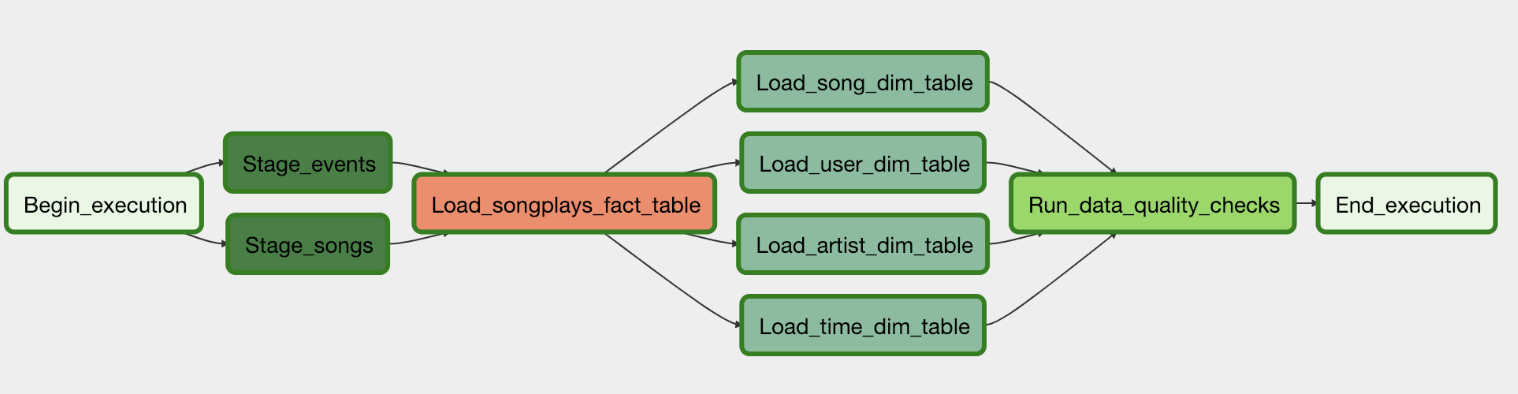 Begin_execution
Stage_events
Stage_songs
Load_songplays_fact_table
Load_song_dim_table
Load_user_dim_table
Load_artist_dim_table
Load_time_dim_table
Run_data_quality_checks
End_execution